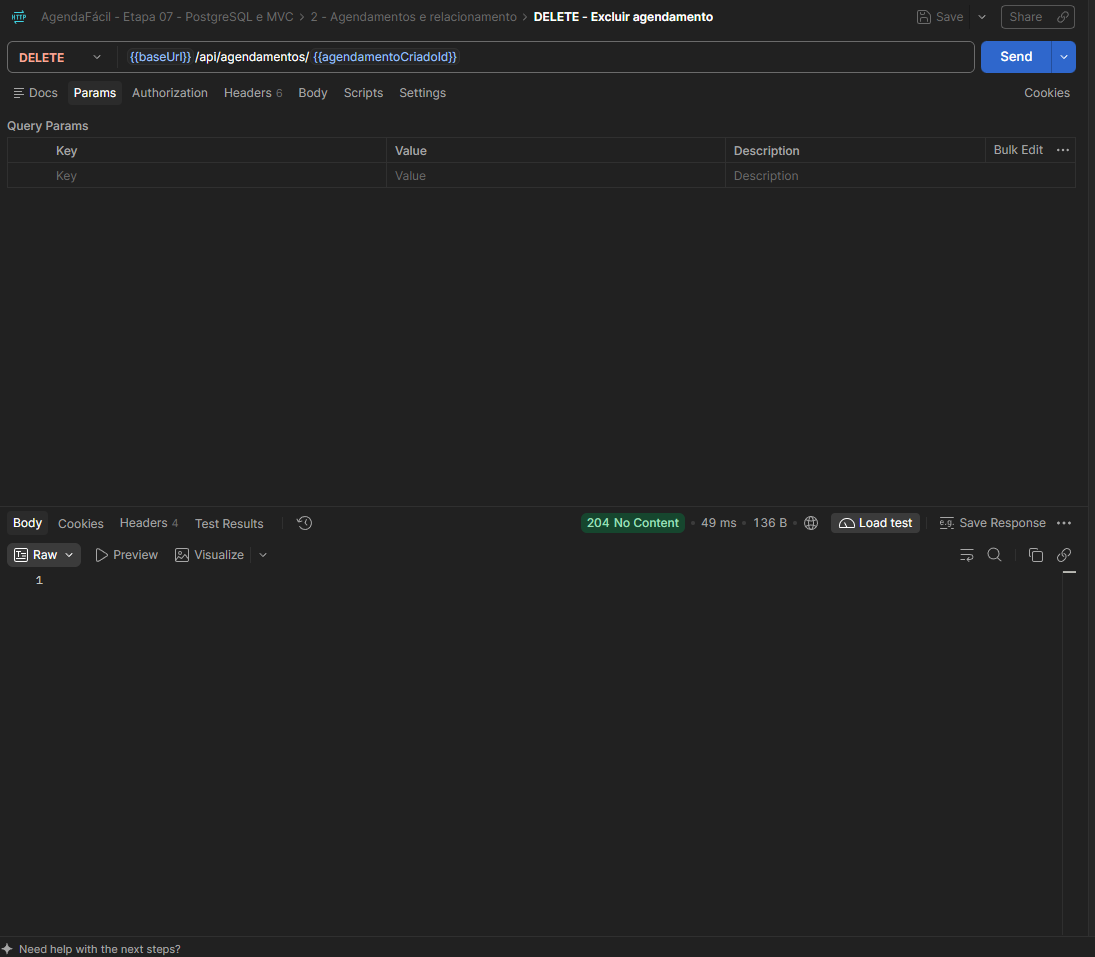 HTTP AgendaFácil - Etapa 07 - PostgreSQL e MVC > 2 - Agendamentos e relacionamento > DELETE - Excluir agendamento Save Share
DELETE {{baseUrl}} /api/agendamentos/ {{agendamentoCriadoId}} Send
Docs Params Authorization Headers 6 Body Scripts Settings Cookies
Query Params
Key Value Description Bulk Edit
Key Value Description
Body Cookies Headers 4 Test Results 204 No Content • 49 ms • 136 B • Load test e.g. Save Response
Raw Preview Visualize
1
Need help with the next steps?